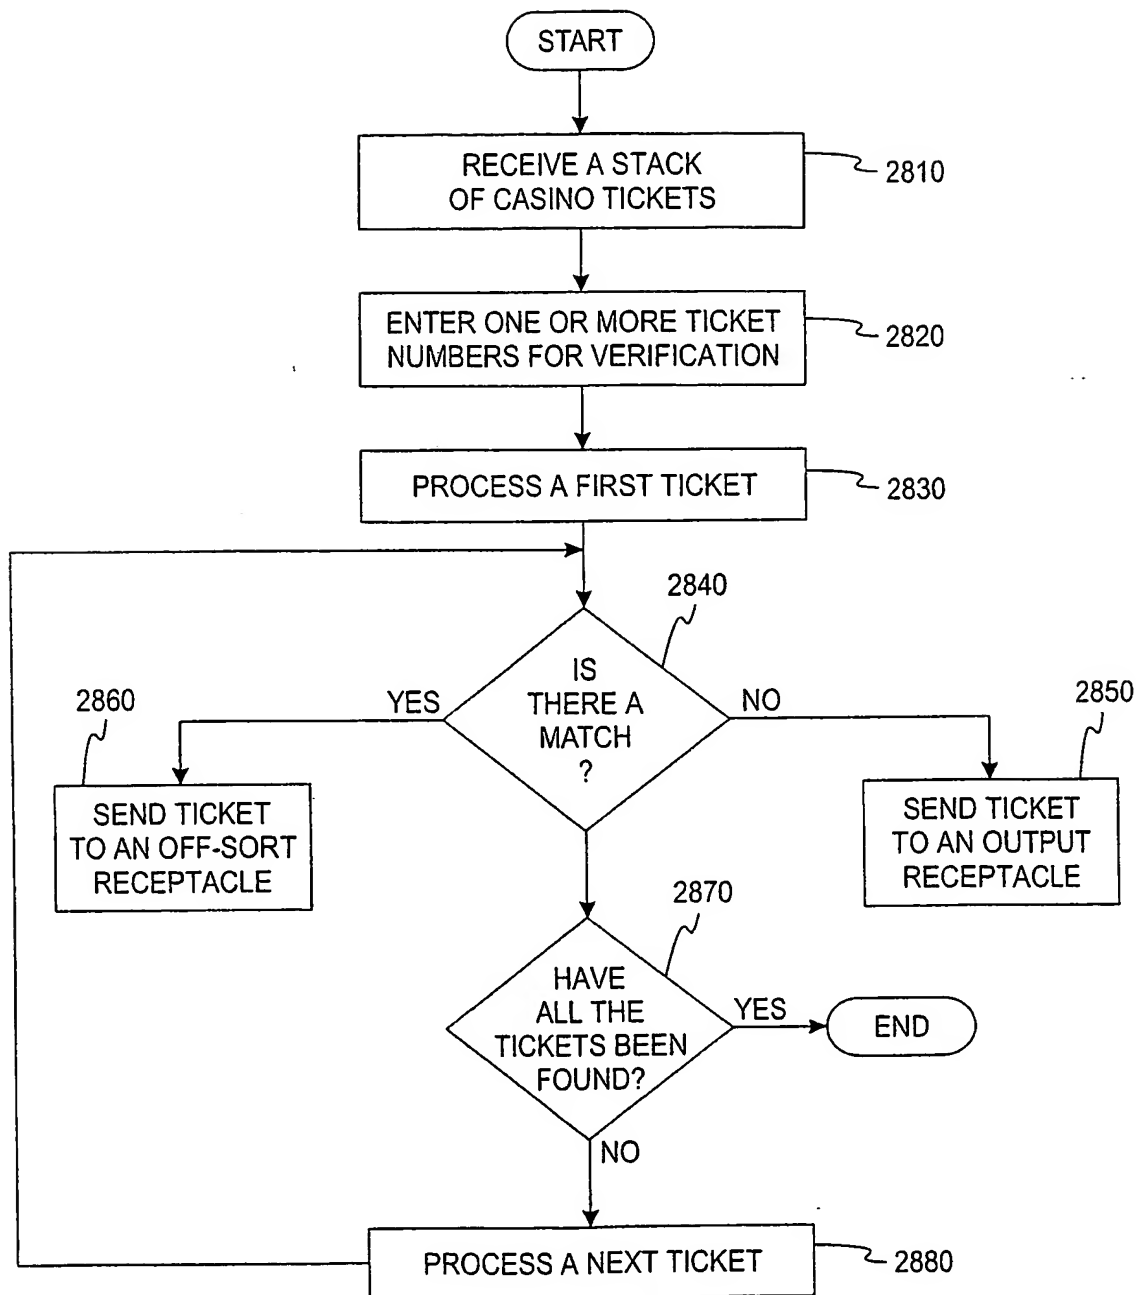 START
RECEIVE A STACK
OF CASINO TICKETS
2810
ENTER ONE OR MORE TICKET
NUMBERS FOR VERIFICATION
2820
PROCESS A FIRST TICKET
2830
2840
IS
THERE A
MATCH
?
YES
NO
2860
SEND TICKET
TO AN OFF-SORT
RECEPTACLE
2850
SEND TICKET
TO AN OUTPUT
RECEPTACLE
2870
HAVE
ALL THE
TICKETS BEEN
FOUND?
YES
END
NO
PROCESS A NEXT TICKET
2880